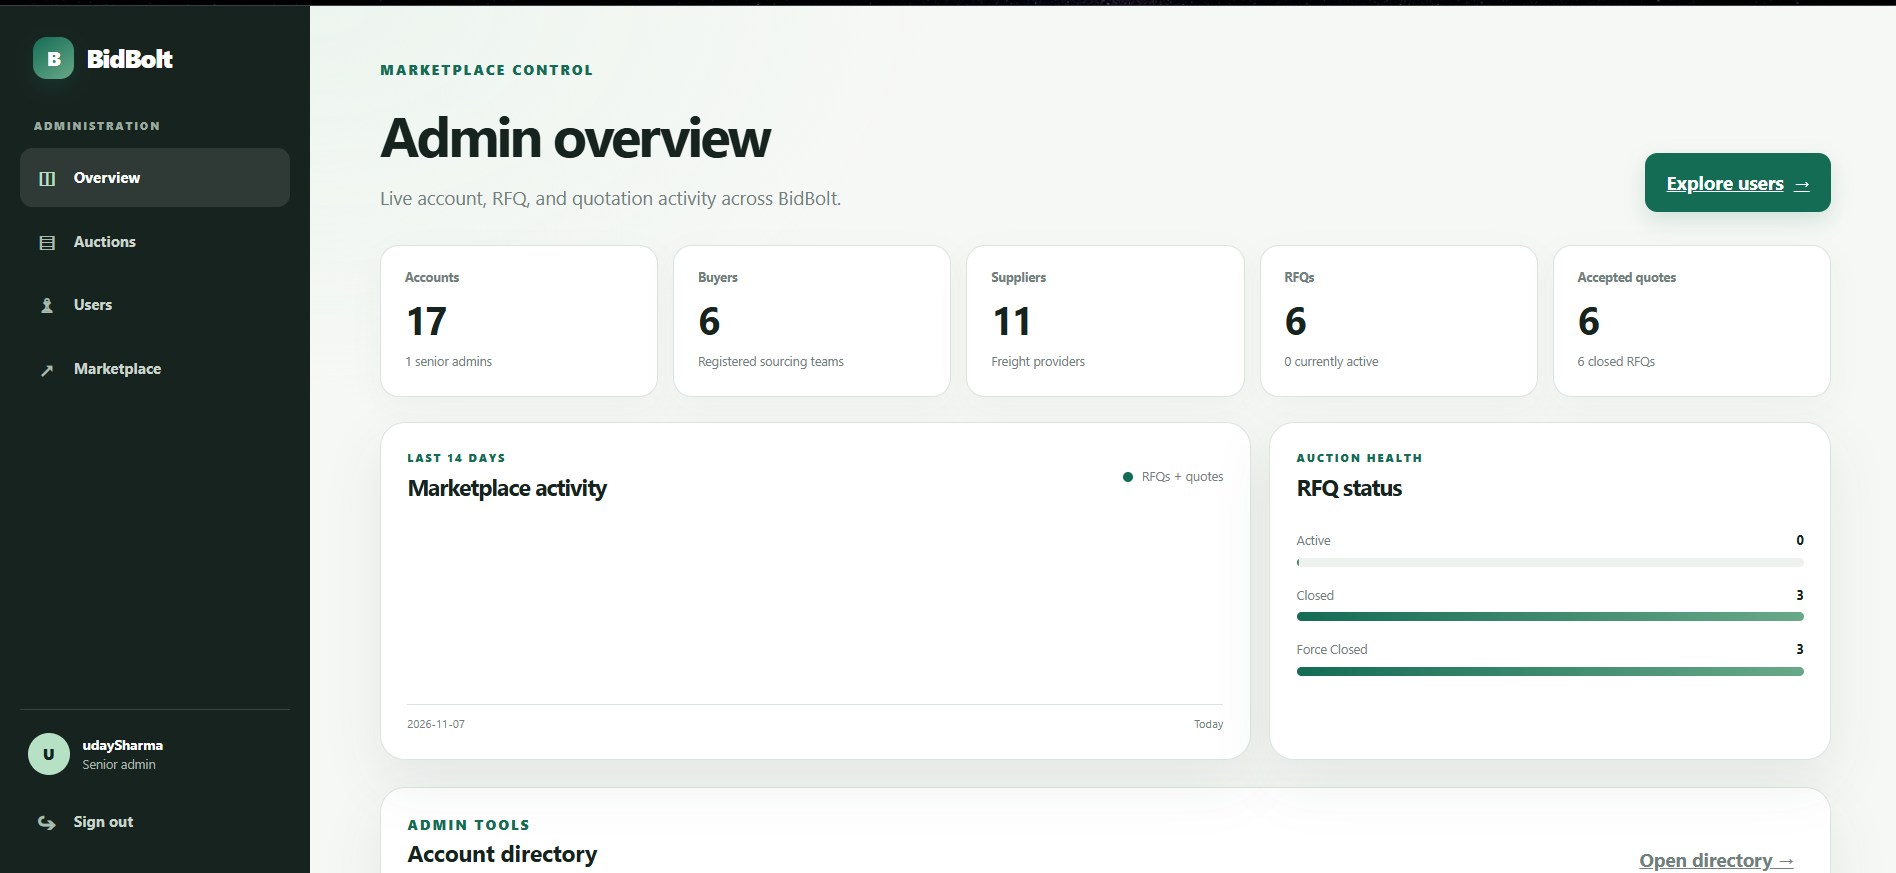 B BidBolt
ADMINISTRATION
Overview
Auctions
Users
Marketplace
U
udaySharma
Senior admin
Sign out
MARKETPLACE CONTROL
Admin overview
Live account, RFQ, and quotation activity across BidBolt.
Explore users →
Accounts
17
1 senior admins
Buyers
6
Registered sourcing teams
Suppliers
11
Freight providers
RFQs
6
0 currently active
Accepted quotes
6
6 closed RFQs
LAST 14 DAYS
Marketplace activity
RFQs + quotes
2026-11-07
Today
AUCTION HEALTH
RFQ status
Active 0
Closed 3
Force Closed 3
ADMIN TOOLS
Account directory
Open directory →